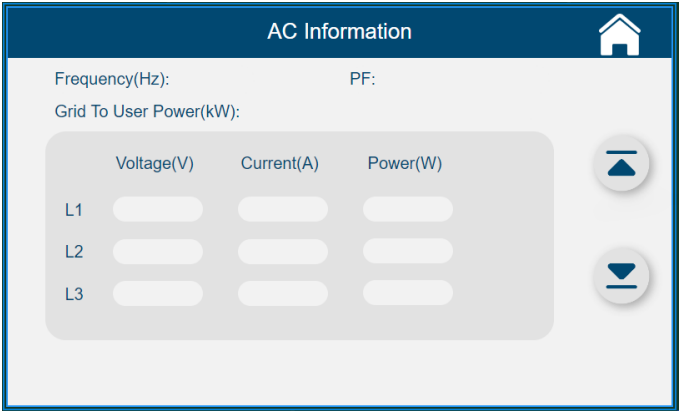 AC Information
Frequency(Hz): PF:
Grid To User Power(kW):
Voltage(V) Current(A) Power(W)
L1
L2
L3